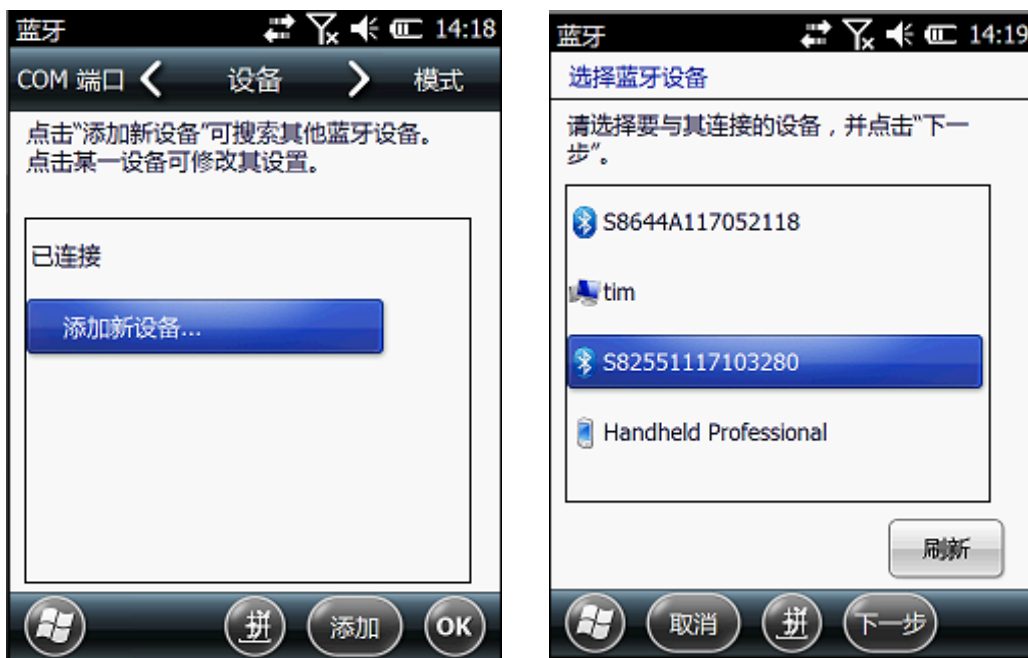 蓝牙 14:18
COM 端口 设备 模式
点击“添加新设备”可搜索其他蓝牙设备。
点击某一设备可修改其设置。
已连接
添加新设备...
拼 添加 OK
蓝牙 14:19
选择蓝牙设备
请选择要与其连接的设备，并点击“下一
步”。
S8644A117052118
tim
S82551117103280
Handheld Professional
刷新
取消 拼 下一步